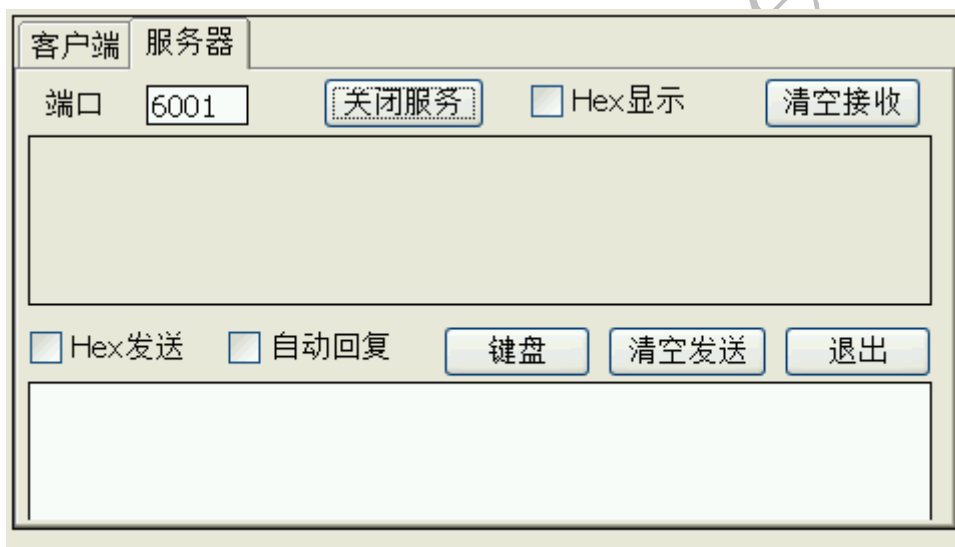 客户端 服务器
端口 6001 关闭服务 Hex显示 清空接收
Hex发送 自动回复 键盘 清空发送 退出